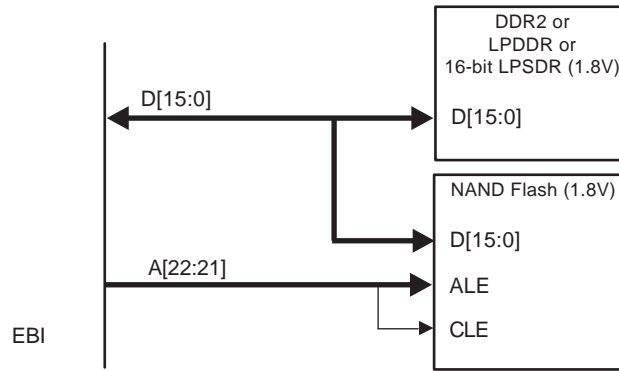 DDR2 or
LPDDR or
16-bit LPSDR (1.8V)
D[15:0]
D[15:0]
NAND Flash (1.8V)
D[15:0]
A[22:21]
ALE
CLE
EBI